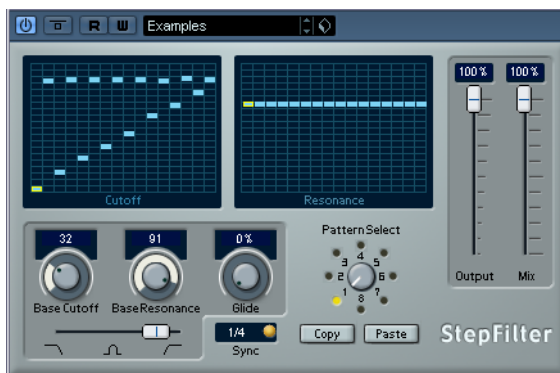 R W Examples
Cutoff
Resonance
100 % 100 %
Output Mix
32 91 0 %
Base Cutoff Base Resonance Glide
1/4
Sync
Pattern Select
1 2 3 4 5 6 7 8
Copy Paste
StepFilter